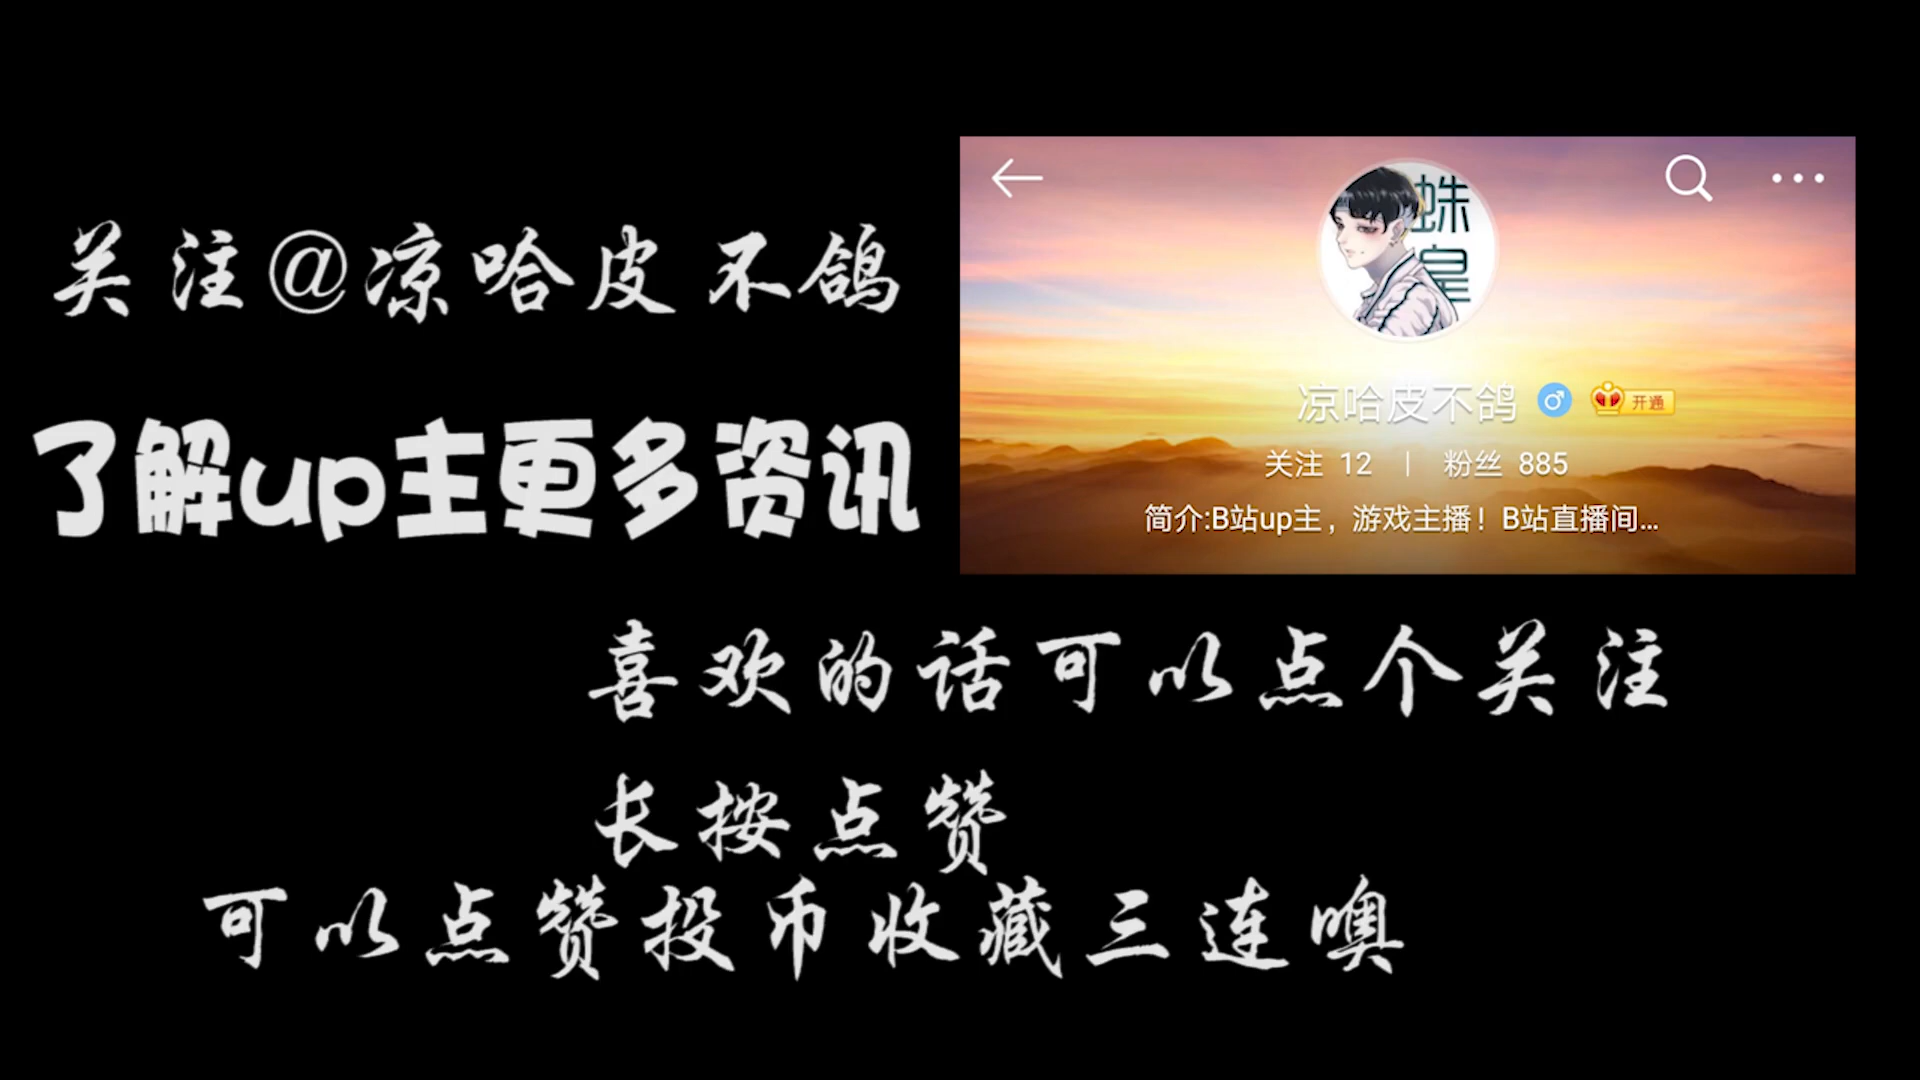 关注@凉哈皮不鸽
了解up主更多资讯
蛛
皇
凉哈皮不鸽
开通
关注 12 | 粉丝 885
简介:B站up主，游戏主播！B站直播间...
喜欢的话可以点个关注
长按点赞
可以点赞投币收藏三连噢